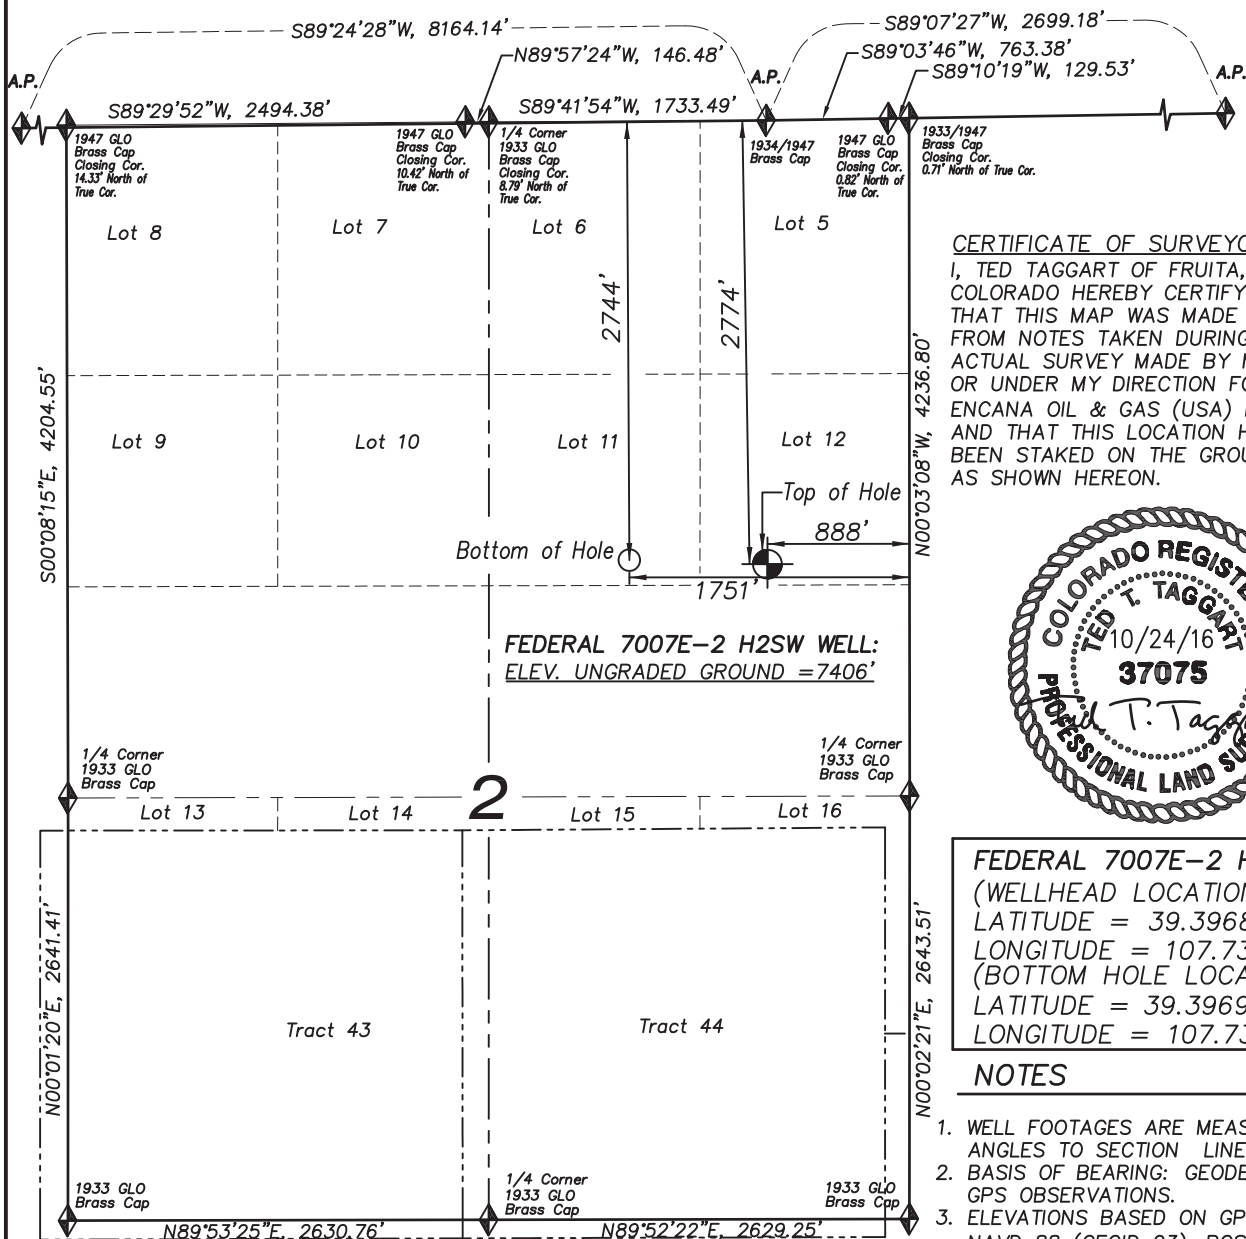 S89°24'28"W, 8164.14'
S89°07'27"W, 2699.18'
N89°57'24"W, 146.48'
S89°03'46"W, 763.38'
S89°10'19"W, 129.53'
A.P.
A.P.
A.P.
S89°29'52"W, 2494.38'
S89°41'54"W, 1733.49'
1947 GLO
Brass Cap
Closing Cor.
14.33' North of
True Cor.
1947 GLO
Brass Cap
Closing Cor.
10.42' North of
True Cor.
1/4 Corner
1933 GLO
Brass Cap
Closing Cor.
8.79' North of
True Cor.
1934/1947
Brass Cap
1947 GLO
Brass Cap
Closing Cor.
0.82' North of
True Cor.
1933/1947
Brass Cap
Closing Cor.
0.71' North of True Cor.
Lot 8
Lot 7
Lot 6
Lot 5
2744'
2774'
S00°08'15"E, 4204.55'
N00°03'08"W, 4236.80'
Lot 9
Lot 10
Lot 11
Lot 12
Top of Hole
888'
Bottom of Hole
1751'
FEDERAL 7007E-2 H2SW WELL:
ELEV. UNGRADED GROUND =7406'
1/4 Corner
1933 GLO
Brass Cap
1/4 Corner
1933 GLO
Brass Cap
2
Lot 13
Lot 14
Lot 15
Lot 16
N00°01'20"E, 2641.41'
N00°02'21"E, 2643.51'
Tract 43
Tract 44
1933 GLO
Brass Cap
1/4 Corner
1933 GLO
Brass Cap
1933 GLO
Brass Cap
N89°53'25"E, 2630.76'
N89°52'22"E, 2629.25'
CERTIFICATE OF SURVEYO
I, TED TAGGART OF FRUITA,
COLORADO HEREBY CERTIFY
THAT THIS MAP WAS MADE
FROM NOTES TAKEN DURING
ACTUAL SURVEY MADE BY
OR UNDER MY DIRECTION FO
ENCANA OIL & GAS (USA)
AND THAT THIS LOCATION H
BEEN STAKED ON THE GROU
AS SHOWN HEREON.
COLORADO REGISTE
TED T. TAGGART
10/24/16
37075
Ted T. Tagg
PROFESSIONAL LAND SU
FEDERAL 7007E-2 H
(WELLHEAD LOCATION
LATITUDE = 39.3968
LONGITUDE = 107.73
(BOTTOM HOLE LOCA
LATITUDE = 39.3969
LONGITUDE = 107.73
NOTES
1. WELL FOOTAGES ARE MEAS
ANGLES TO SECTION LINE
2. BASIS OF BEARING: GEODE
GPS OBSERVATIONS.
3. ELEVATIONS BASED ON GP